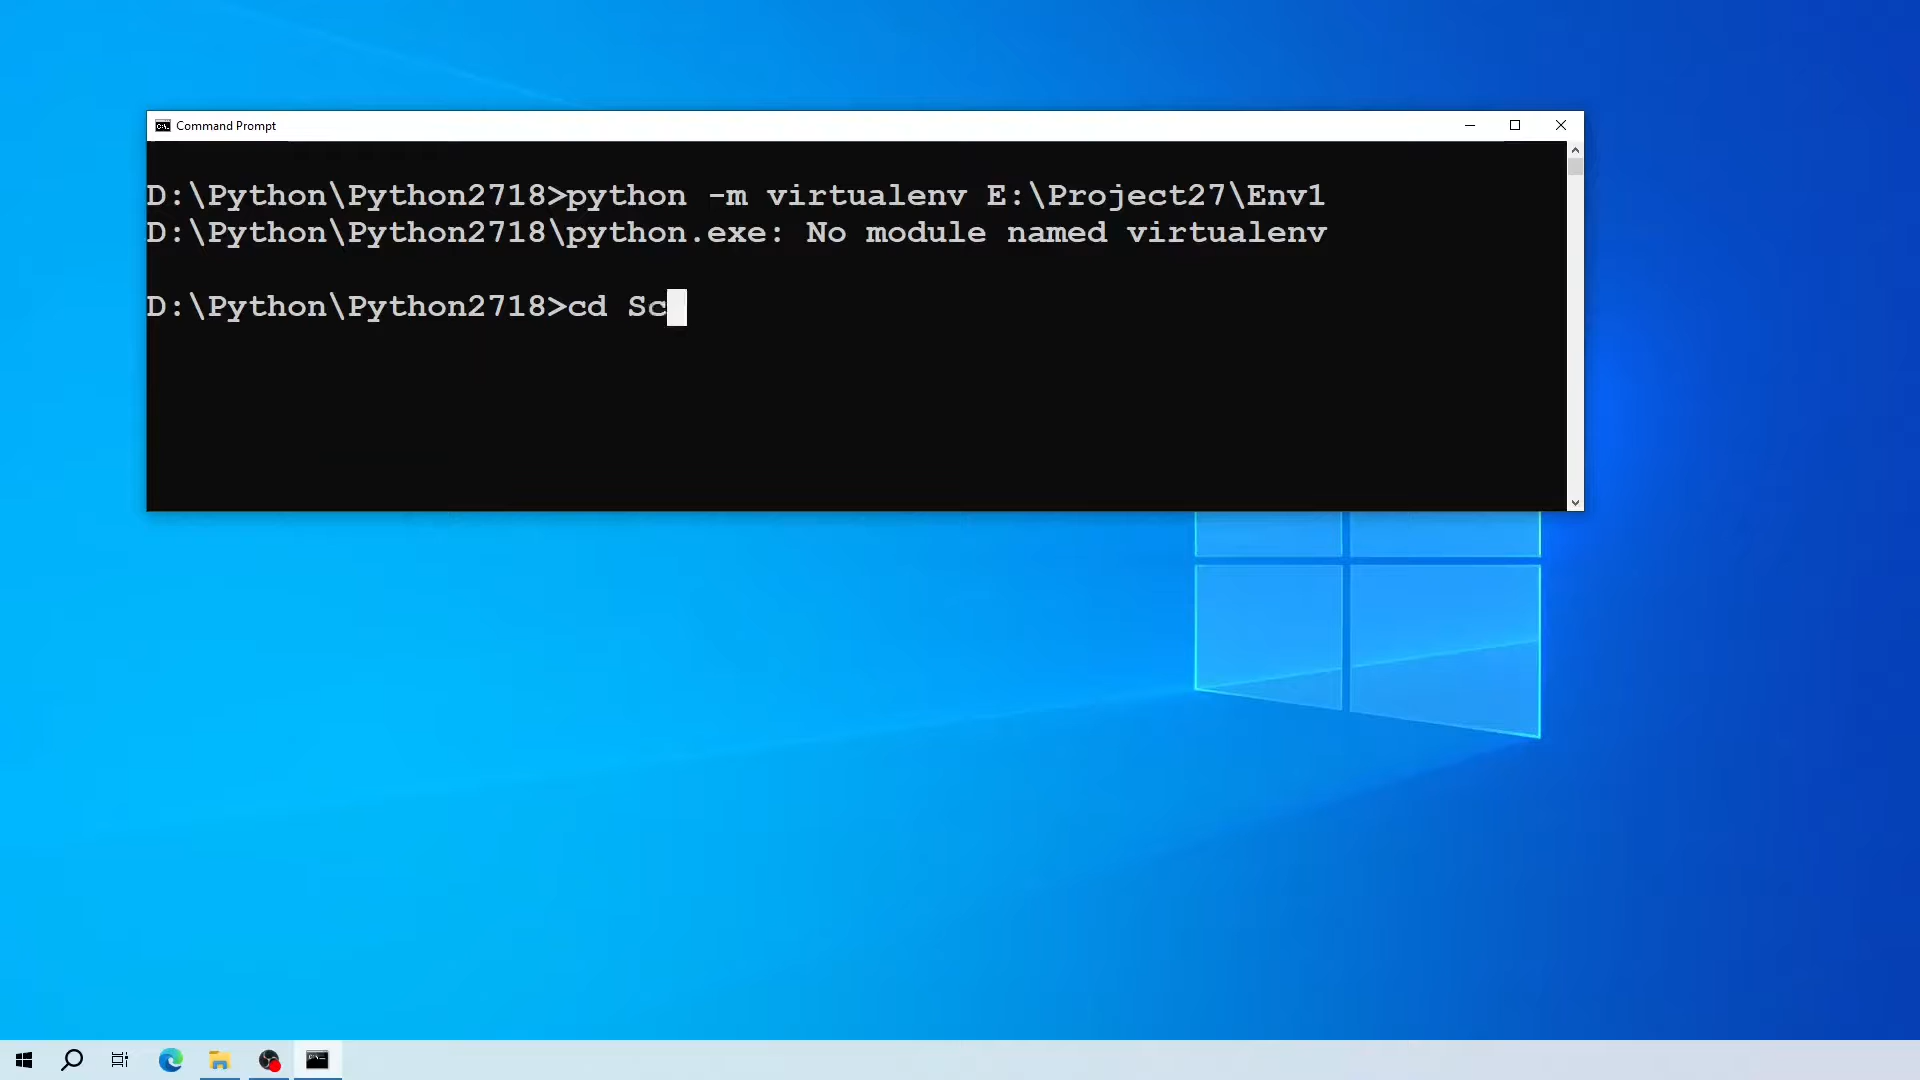 Command Prompt
D:\Python\Python2718>python -m virtualenv E:\Project27\Env1
D:\Python\Python2718\python.exe: No module named virtualenv
D:\Python\Python2718>cd Sc